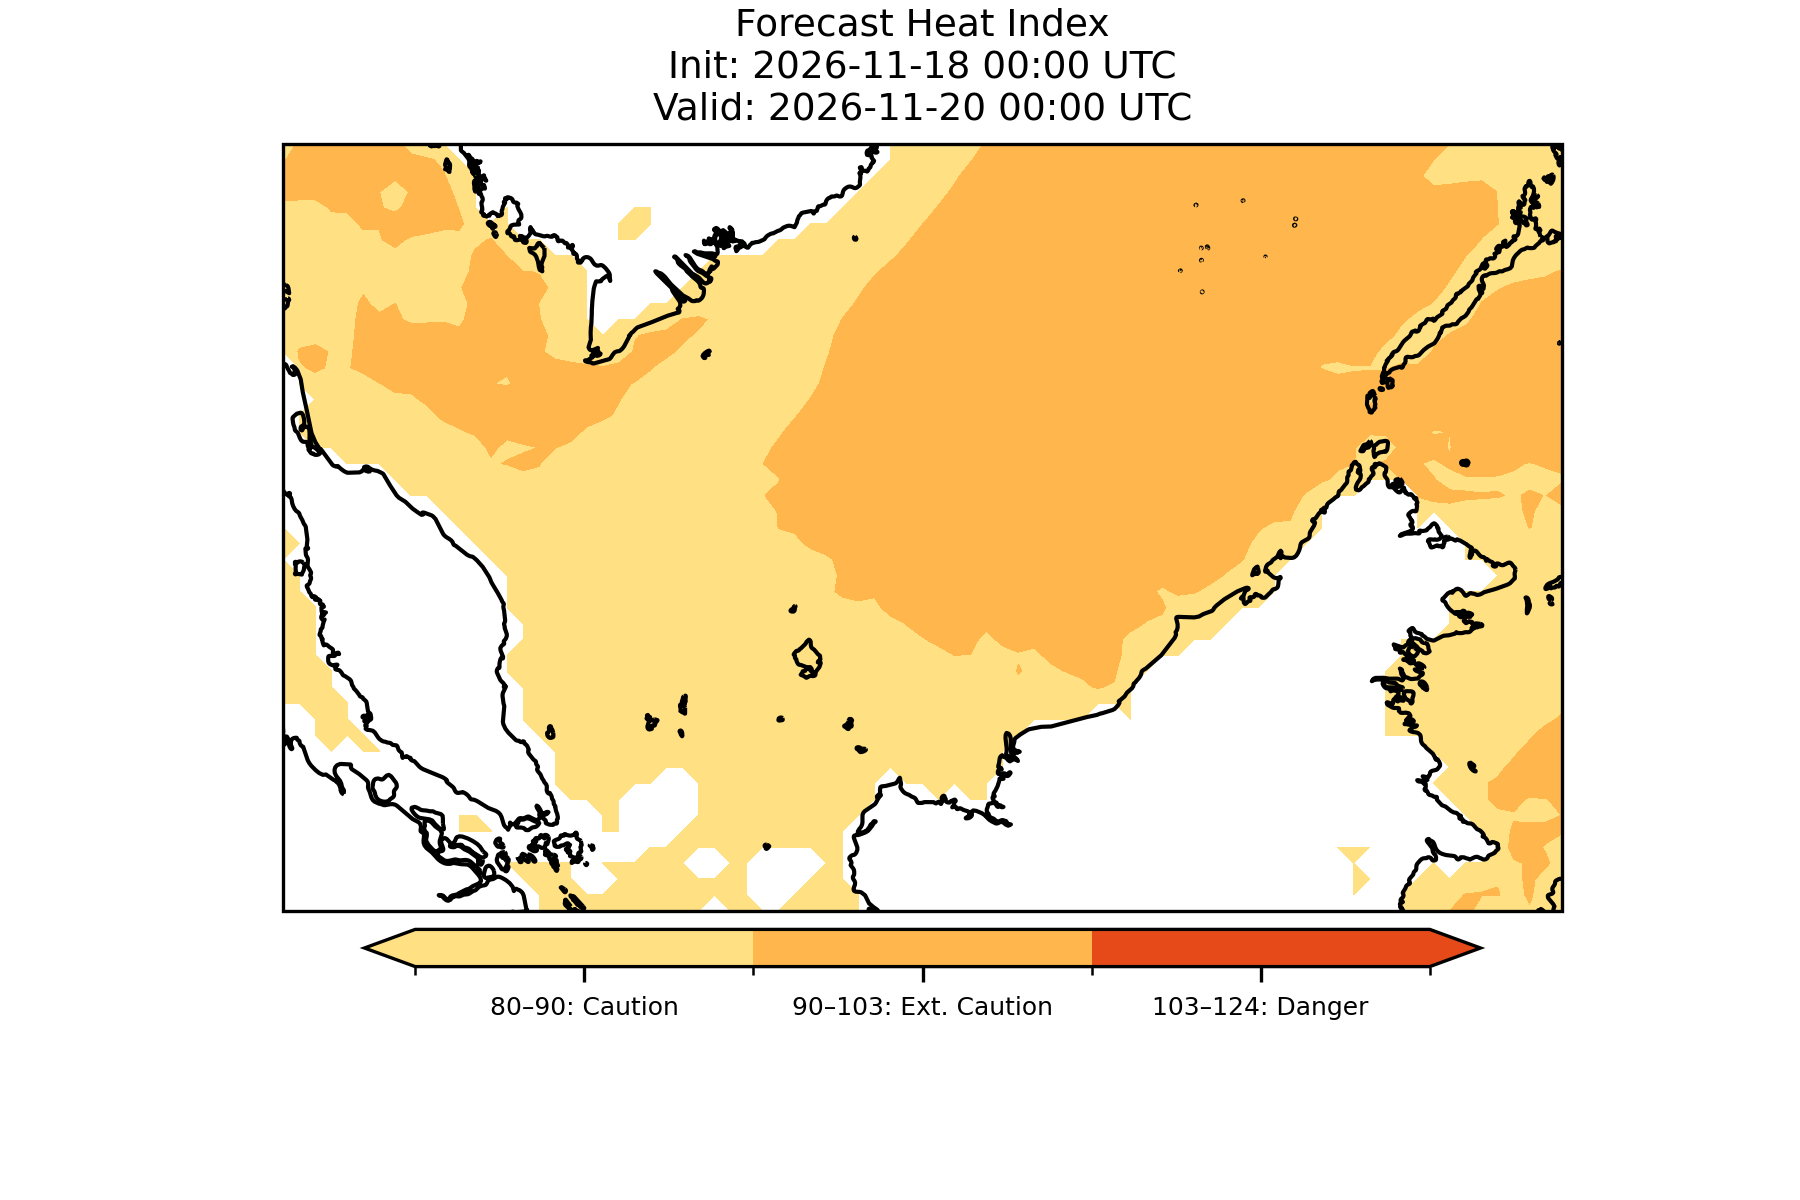 Forecast Heat Index
Init: 2026-11-18 00:00 UTC
Valid: 2026-11-20 00:00 UTC
80–90: Caution
90–103: Ext. Caution
103–124: Danger